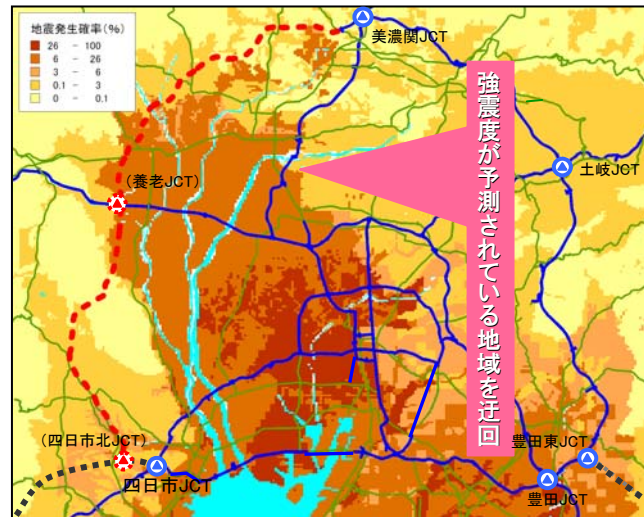 地震発生確率(%)
26 - 100
6 - 26
3 - 6
0.1 - 3
0 - 0.1
美濃関JCT
強震度が予測されている地域を迂回
土岐JCT
(養老JCT)
(四日市北JCT)
四日市JCT
豊田東JCT
豊田JCT